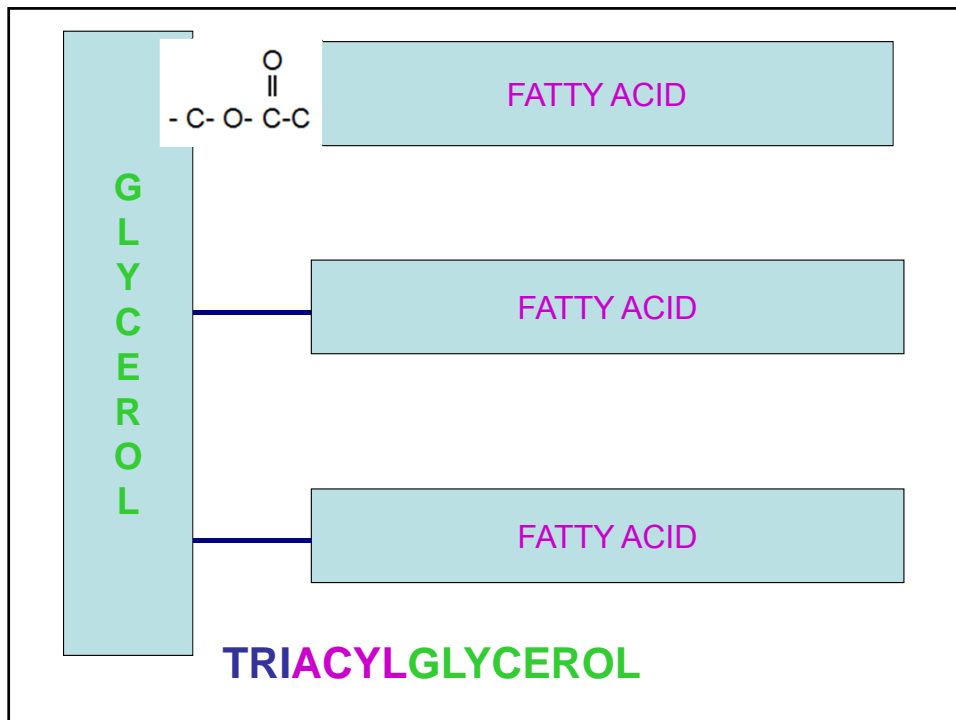 O
||
- C- O- C-C
FATTY ACID
G
L
Y
C
E
R
O
L
FATTY ACID
FATTY ACID
TRIACYLGLYCEROL